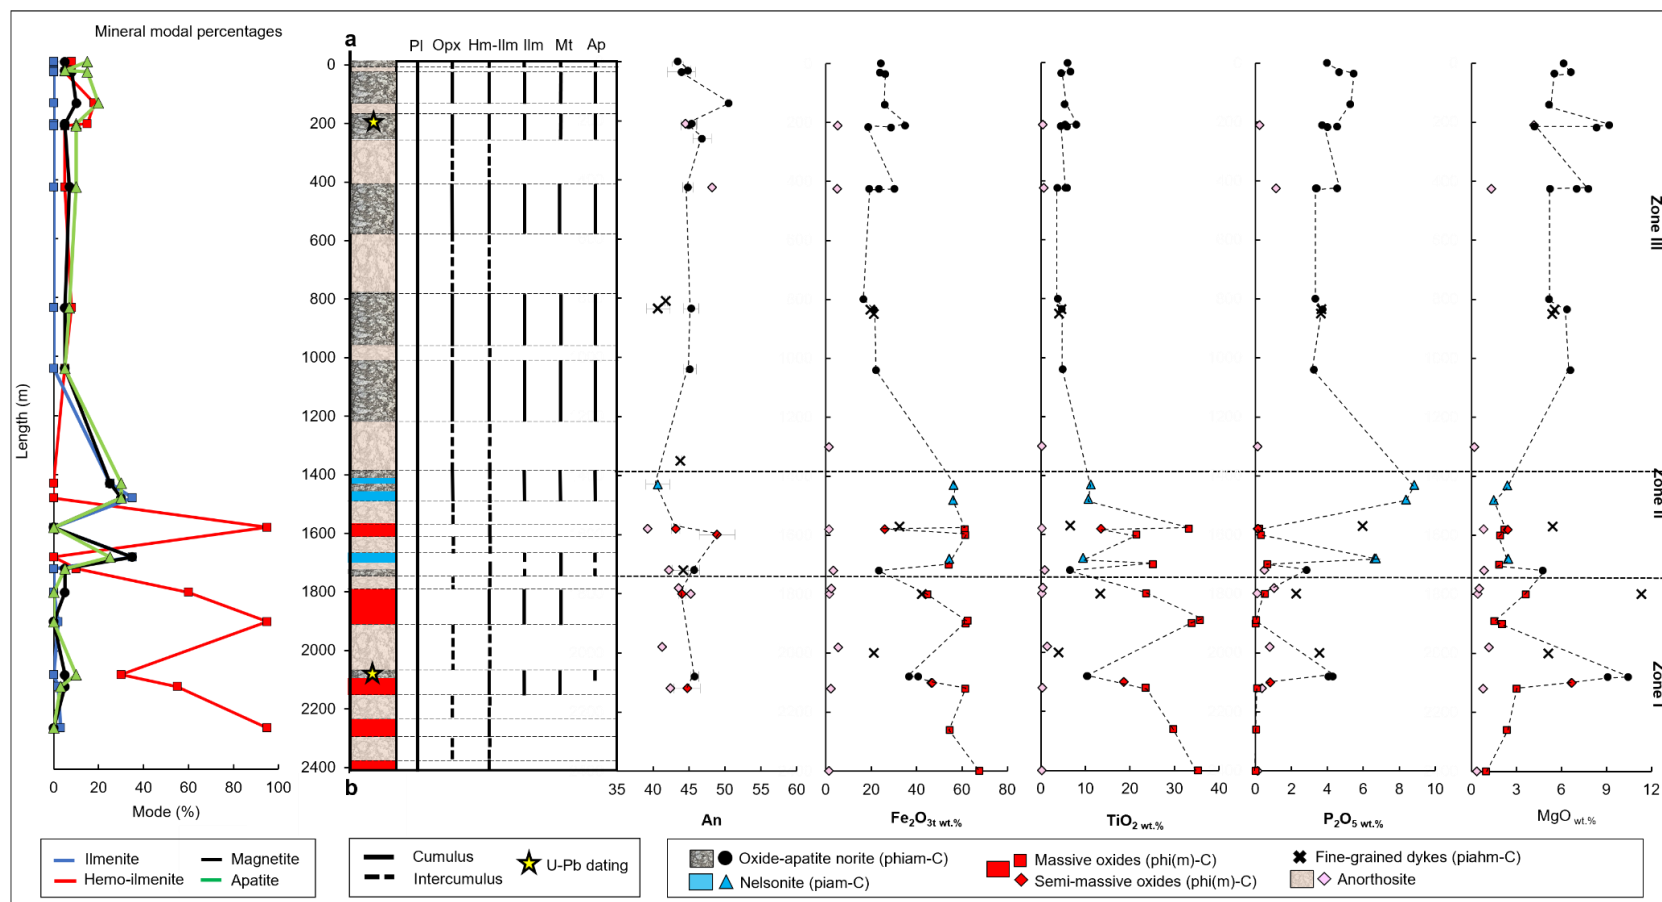 Mineral modal percentages
a
Pl Opx Hm-Ilm Ilm Mt Ap
0
200
400
600
800
1000
1200
1400
1600
1800
2000
2200
2400
b
Length (m)
Zone III
Zone II
Zone I
0 20 40 60 80 100
Mode (%)
35 40 45 50 55 60
An
0 20 40 60 80
Fe₂O₃t wt.%
0 10 20 30 40
TiO₂ wt.%
0 2 4 6 8 10
P₂O₅ wt.%
0 3 6 9 12
MgO wt.%
Ilmenite
Magnetite
Hemo-ilmenite
Apatite
Cumulus
Intercumulus
U-Pb dating
Oxide-apatite norite (phiam-C)
Nelsonite (piam-C)
Massive oxides (phi(m)-C)
Semi-massive oxides (phi(m)-C)
Fine-grained dykes (piahm-C)
Anorthosite